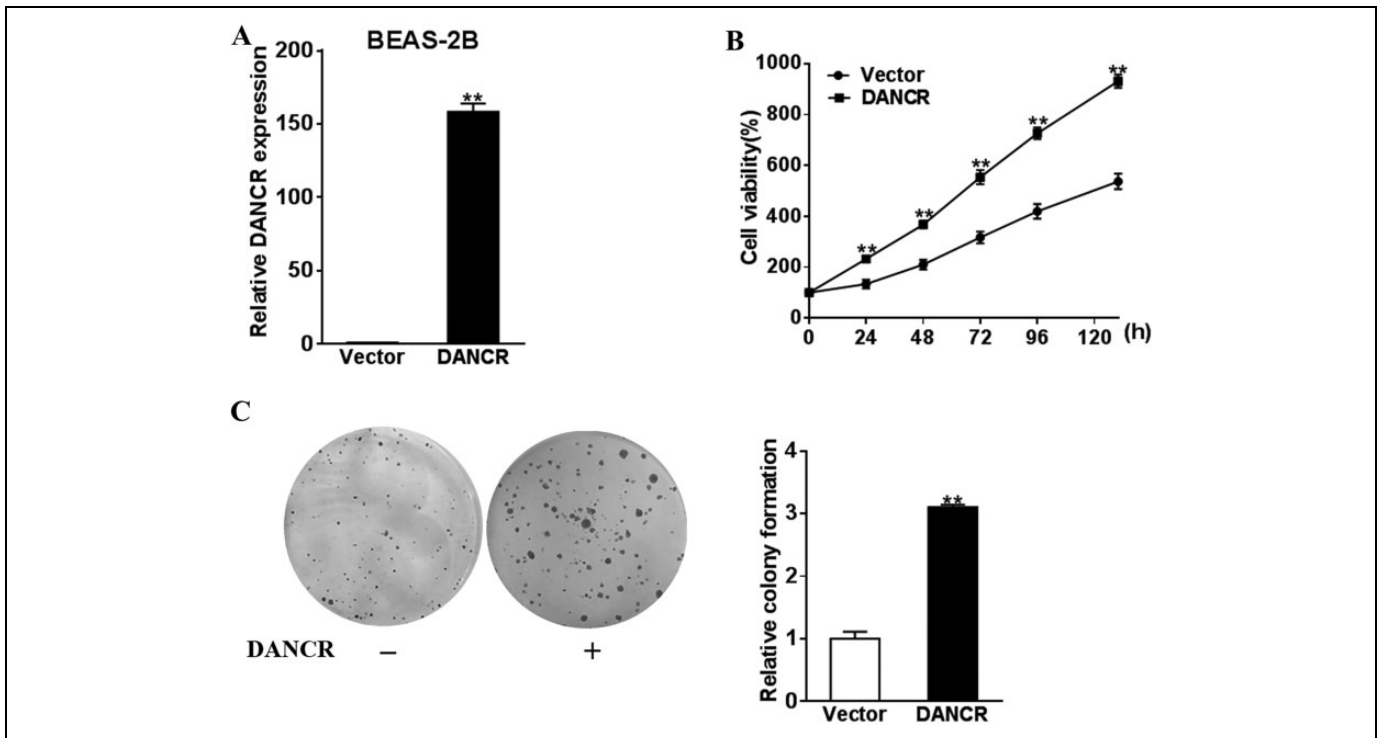 A
BEAS-2B
Relative DANCR expression
200
150
100
50
0
**
Vector
DANCR
B
Cell viability(%)
1000
800
600
400
200
0
Vector
DANCR
**
**
**
**
**
0
24
48
72
96
120
(h)
C
DANCR
−
+
Relative colony formation
4
3
2
1
0
**
Vector
DANCR